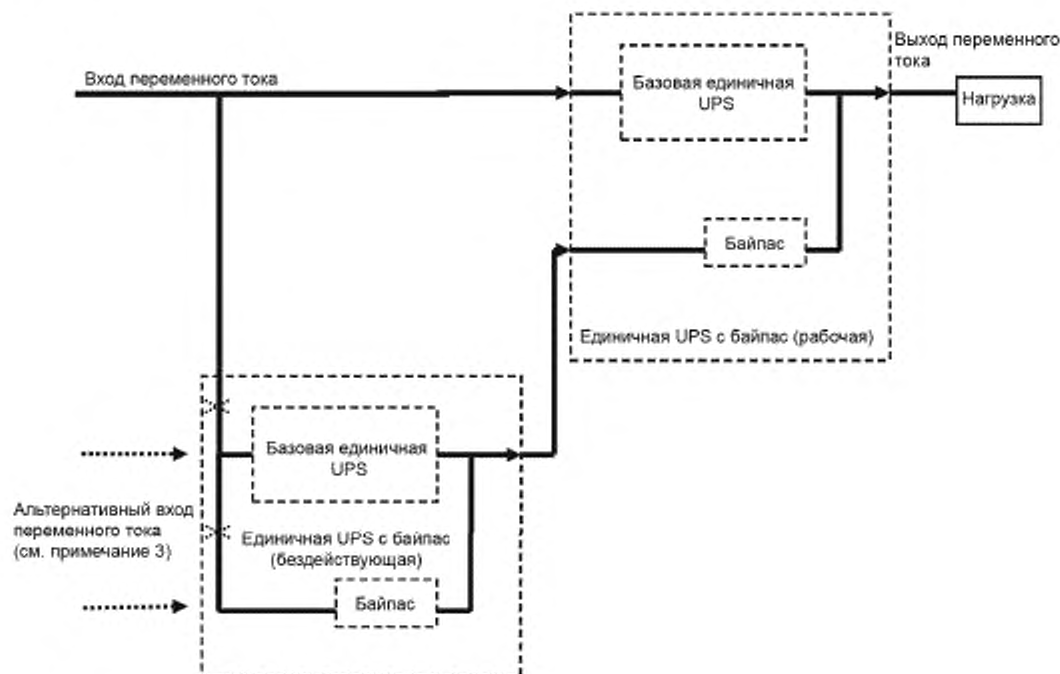 Выход переменного
тока
Вход переменного тока
Базовая единичная
UPS
Нагрузка
Байпас
Единичная UPS с байпас (рабочая)
Базовая единичная
UPS
Альтернативный вход
переменного тока
(см. примечание 3)
Единичная UPS с байпас
(бездействующая)
Байпас